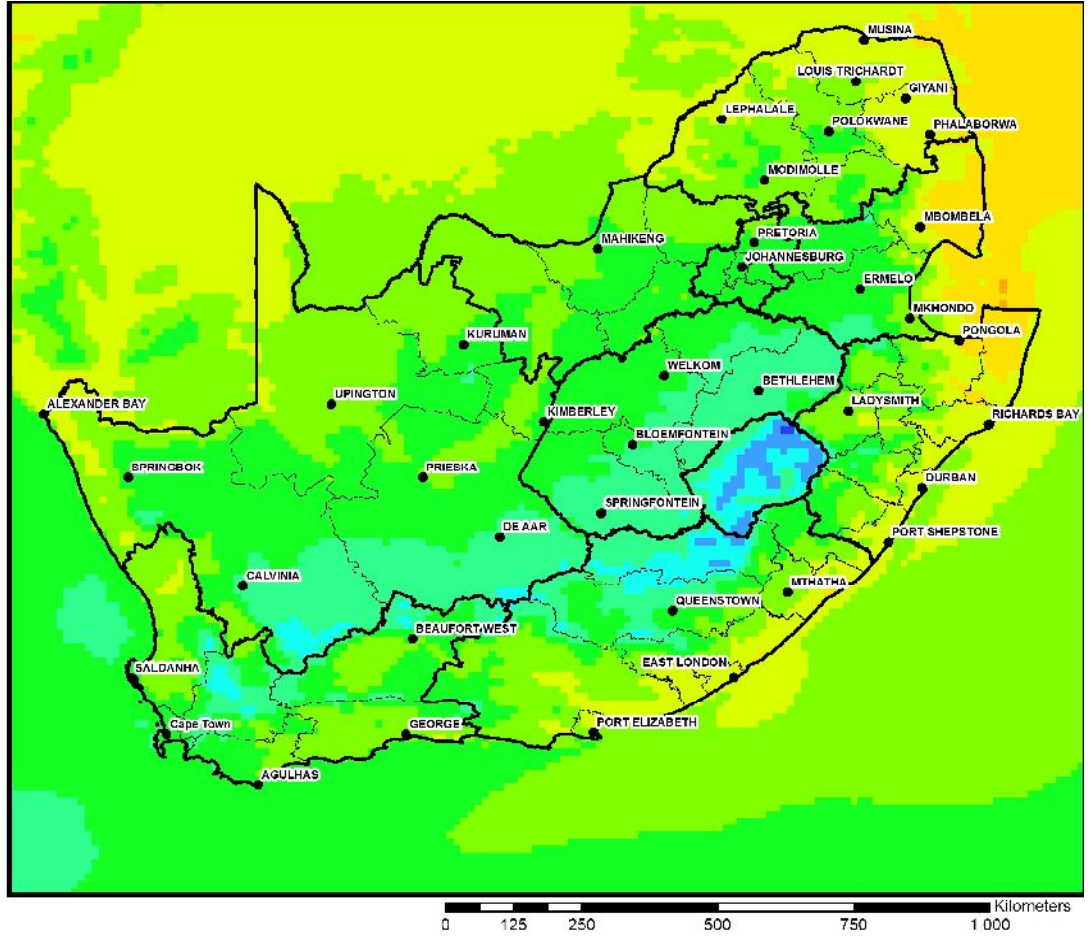 MUSINA
LOUIS TRICHARDT
GIYANI
LEPHALALE
POLOKWANE
PHALABORWA
MODIMOLLE
MBOMBELA
PRETORIA
MAHIKENG
JOHANNESBURG
ERMELO
MKHONDO
PONGOLA
KURUMAN
WELKOM
BETHLEHEM
UPINGTON
ALEXANDER BAY
KIMBERLEY
LADYSMITH
RICHARDS BAY
BLOEMFONTEIN
SPRINGBOK
PRIESKA
DURBAN
SPRINGFONTEIN
DE AAR
PORT SHEPSTONE
CALVINIA
MTHATHA
QUEENSTOWN
BEAUFORT-WEST
SALDANHA
EAST LONDON
Cape Town
GEORGE
PORT ELIZABETH
AGULHAS
Kilometers
0 125 250 500 750 1 000